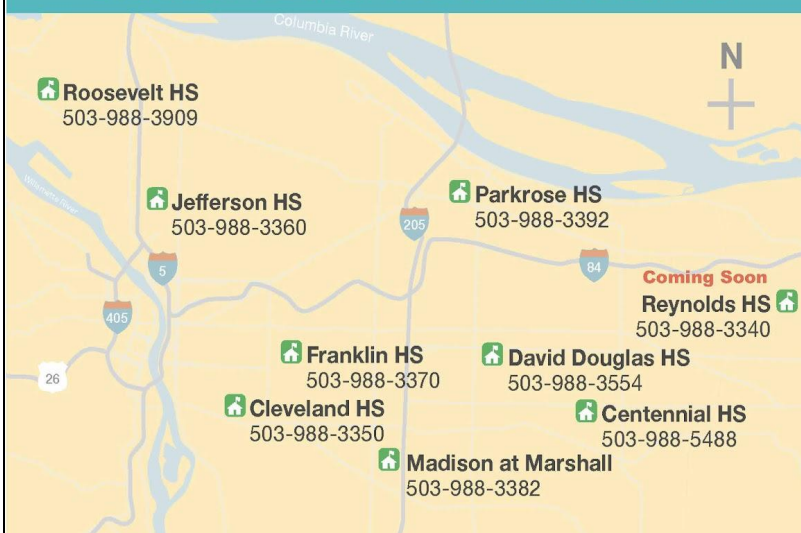 Columbia River
N
Roosevelt HS
503-988-3909
Willamette River
Jefferson HS
503-988-3360
Parkrose HS
503-988-3392
205
5
84
Coming Soon
Reynolds HS
503-988-3340
405
26
Franklin HS
503-988-3370
David Douglas HS
503-988-3554
Cleveland HS
503-988-3350
Centennial HS
503-988-5488
Madison at Marshall
503-988-3382